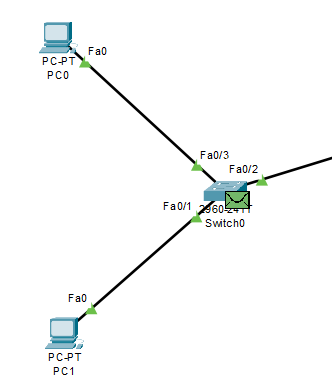 Fa0
PC-PT
PC0
Fa0/3
Fa0/2
Fa0/1
2960-24TT
Switch0
Fa0
PC-PT
PC1